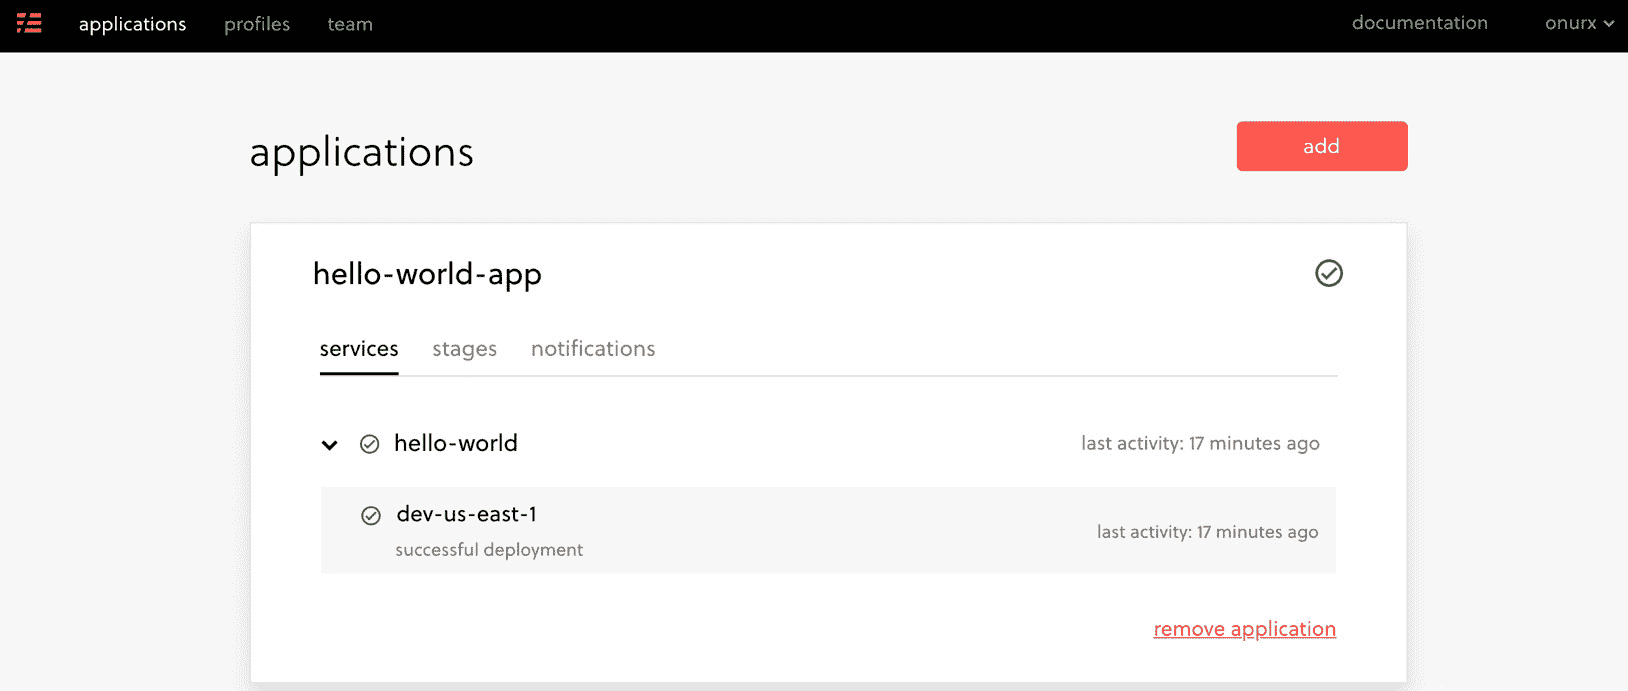 applications profiles team documentation onurx
applications add
hello-world-app
services stages notifications
hello-world last activity: 17 minutes ago
dev-us-east-1
successful deployment last activity: 17 minutes ago
remove application